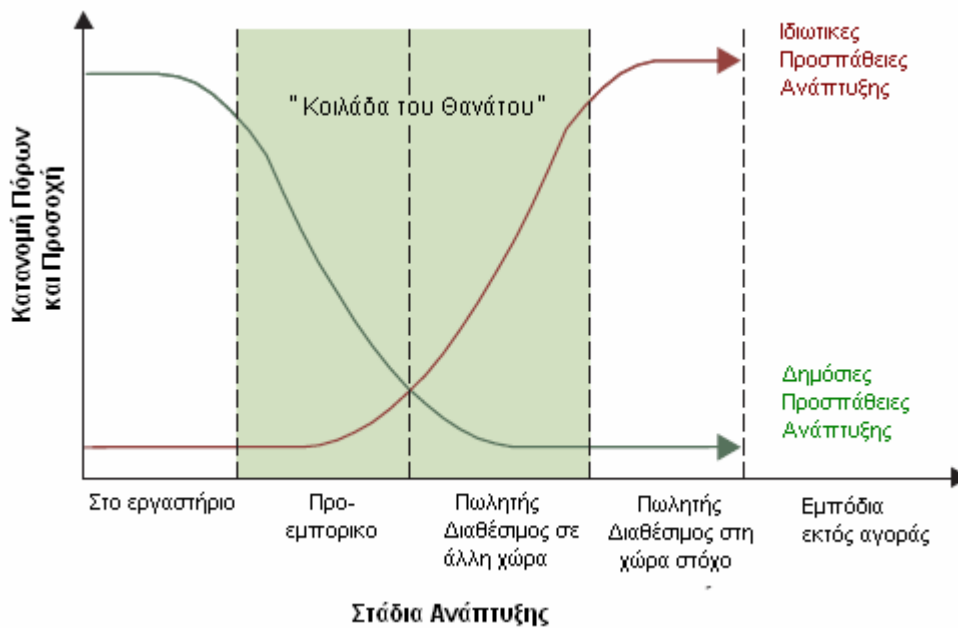 Ιδιωτικες
Προσπάθειες
Ανάπτυξης
"Κοιλάδα του Θανάτου"
Κατανομή Πόρων
και Προσοχή
Δημόσιες
Προσπάθειες
Ανάπτυξης
Στο εργαστήριο
Προ-
εμπορικο
Πωλητής
Διαθέσιμος σε
άλλη χώρα
Πωλητής
Διαθέσιμος στη
χώρα στόχο
Εμπόδια
εκτός αγοράς
Στάδια Ανάπτυξης